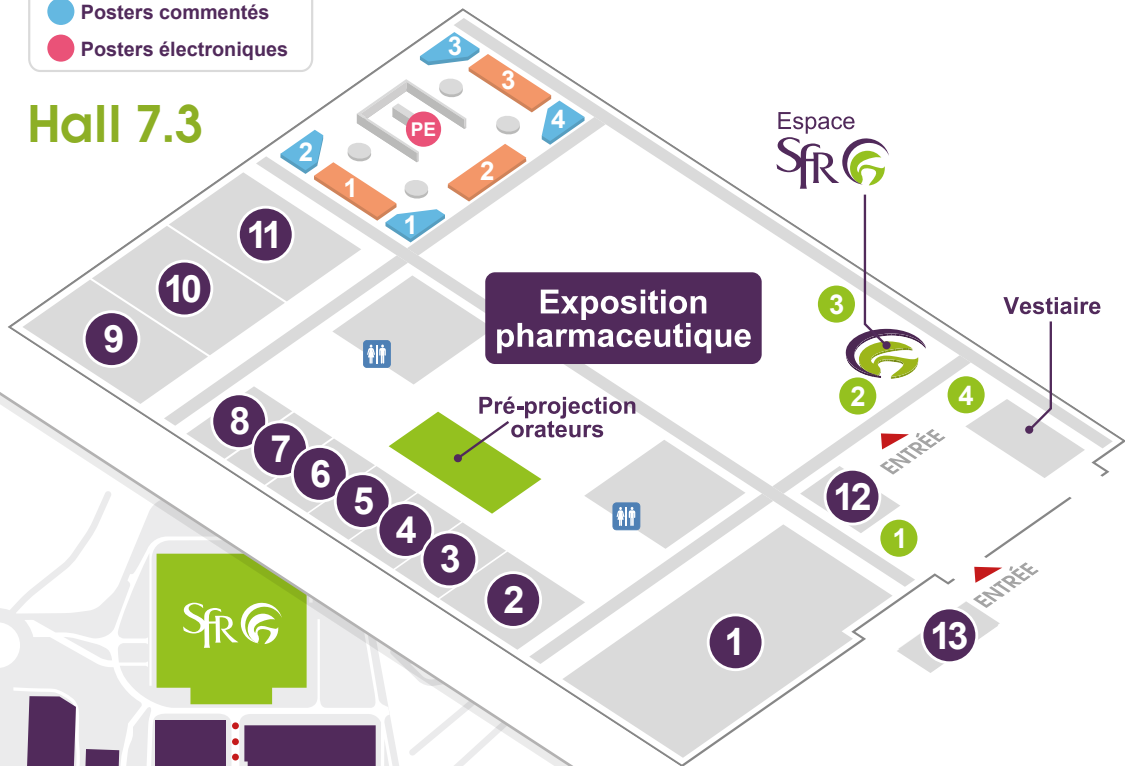 Posters commentés
Posters électroniques
Hall 7.3
3
3
4
PE
2
2
1
1
Espace
SfR
11
10
9
Exposition
pharmaceutique
3
2
4
Vestiaire
Pré-projection
orateurs
8
7
6
5
4
3
2
ENTRÉE
12
1
ENTRÉE
13
1
SfR